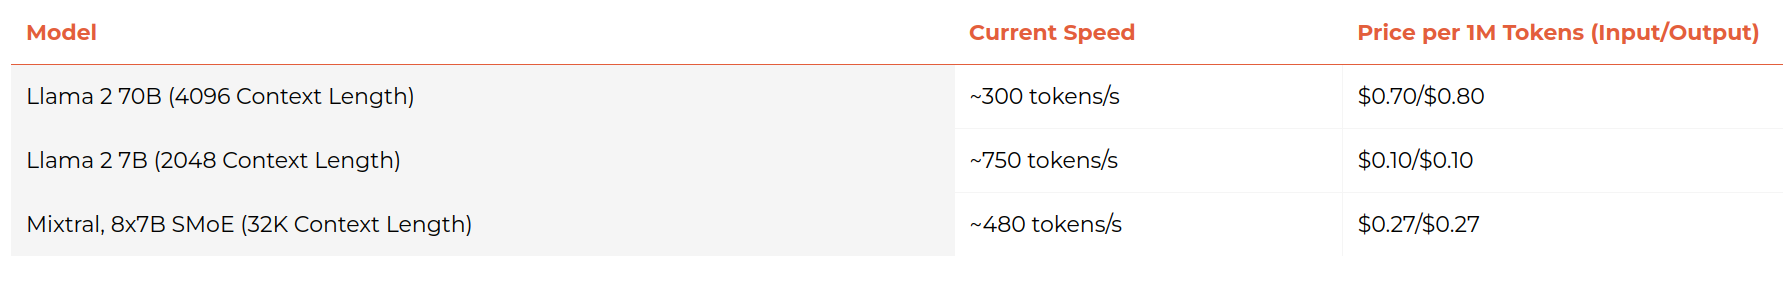 Model Current Speed Price per 1M Tokens (Input/Output)
Llama 2 70B (4096 Context Length) ~300 tokens/s $0.70/$0.80
Llama 2 7B (2048 Context Length) ~750 tokens/s $0.10/$0.10
Mixtral, 8x7B SMoE (32K Context Length) ~480 tokens/s $0.27/$0.27